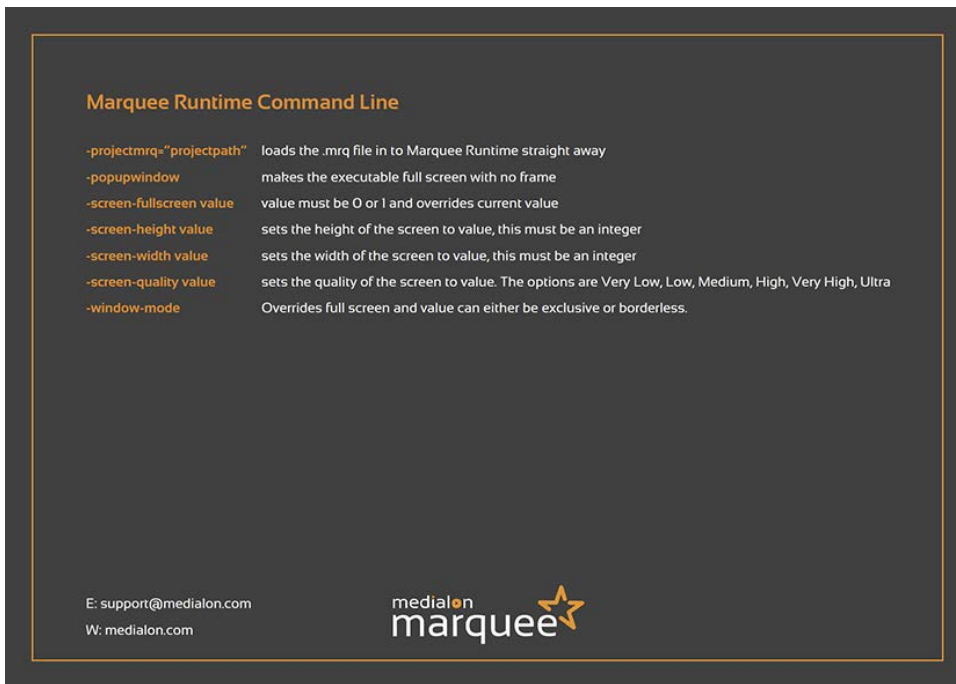 Marquee Runtime Command Line
-projectmrq="projectpath" loads the .mrq file in to Marquee Runtime straight away
-popupwindow makes the executable full screen with no frame
-screen-fullscreen value value must be 0 or 1 and overrides current value
-screen-height value sets the height of the screen to value, this must be an integer
-screen-width value sets the width of the screen to value, this must be an integer
-screen-quality value sets the quality of the screen to value. The options are Very Low, Low, Medium, High, Very High, Ultra
-window-mode Overrides full screen and value can either be exclusive or borderless.
E: support@medialon.com
W: medialon.com
medialon
marquee